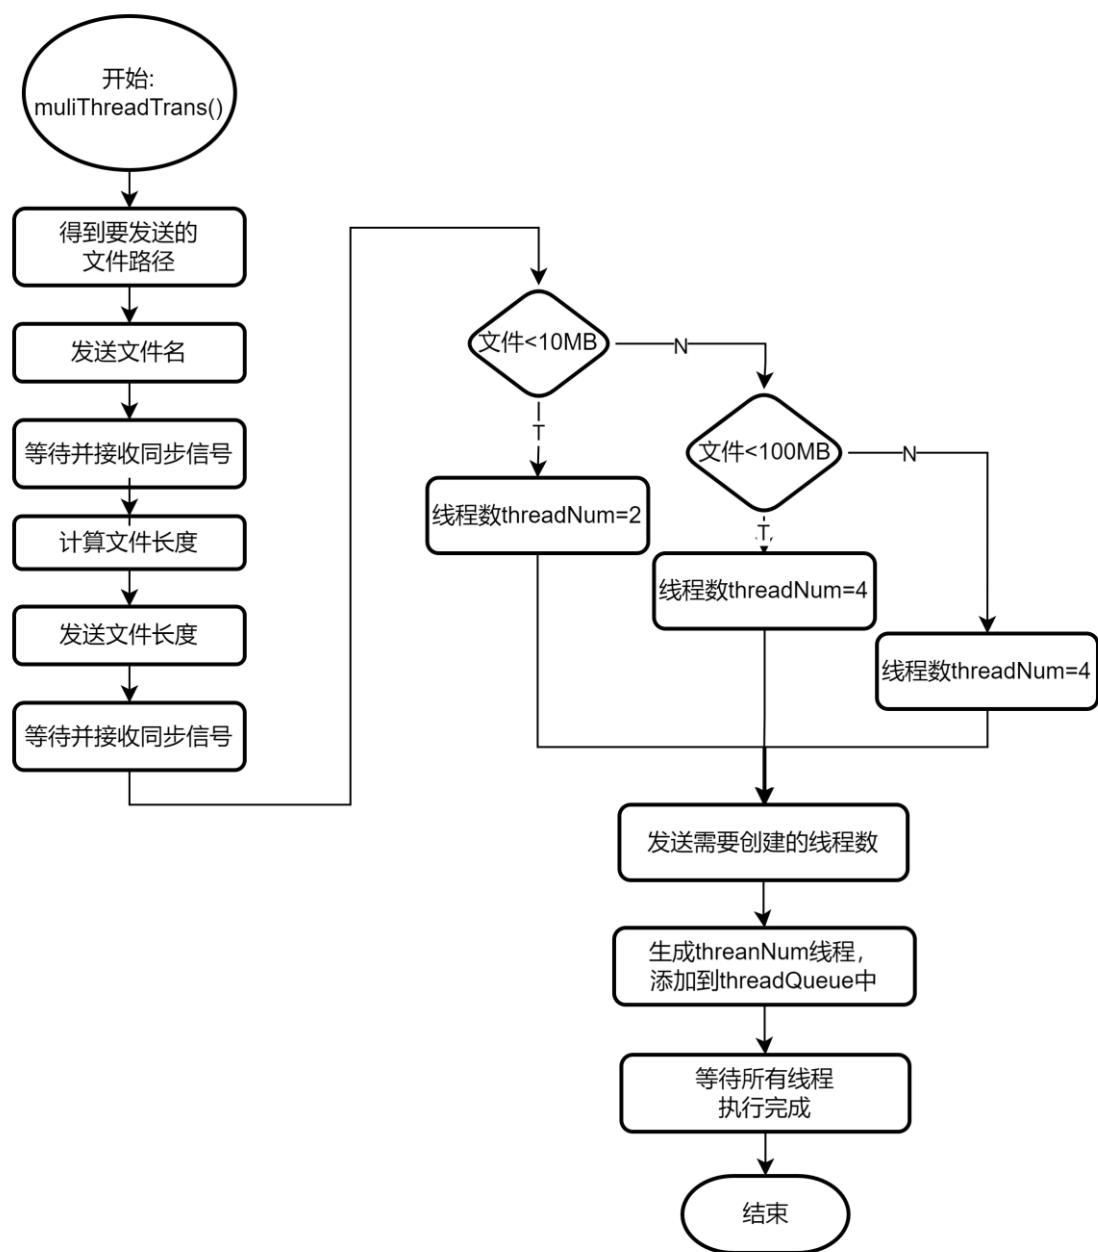 开始:
muliThreadTrans()
得到要发送的
文件路径
发送文件名
等待并接收同步信号
计算文件长度
发送文件长度
等待并接收同步信号
文件<10MB
N
T
文件<100MB
N
T
线程数threadNum=2
线程数threadNum=4
线程数threadNum=4
发送需要创建的线程数
生成threanNum线程，
添加到threadQueue中
等待所有线程
执行完成
结束